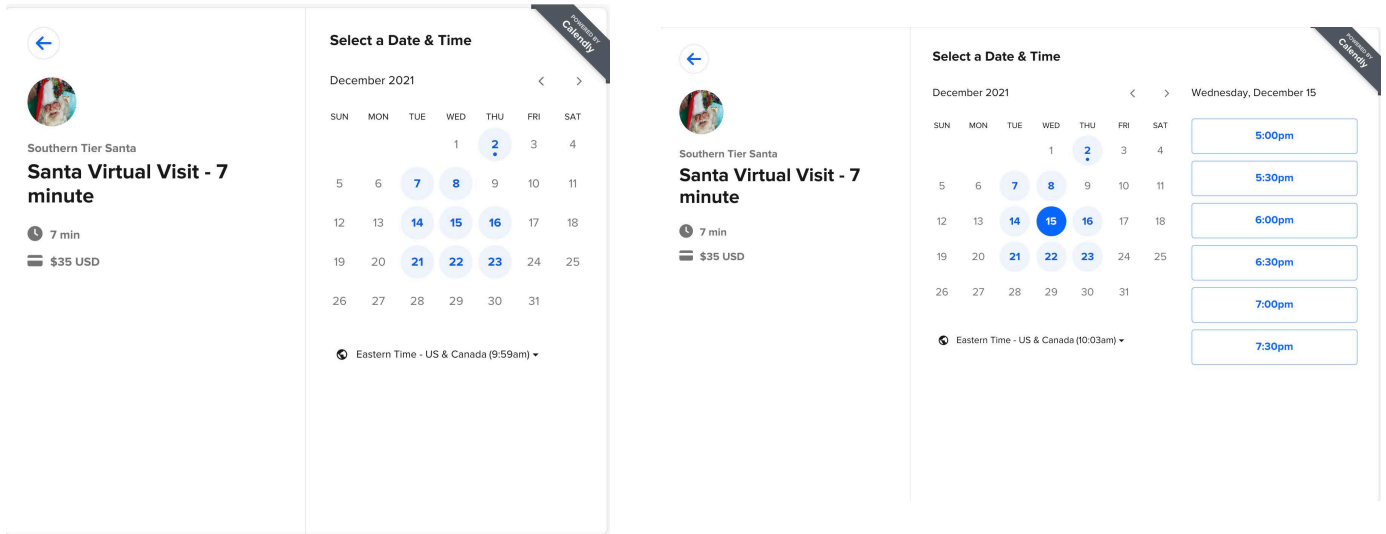 Southern Tier Santa
Santa Virtual Visit - 7
minute
7 min
$35 USD
Select a Date & Time
POWERED BY
Calendly
December 2021
SUN MON TUE WED THU FRI SAT
1 2 3 4
5 6 7 8 9 10 11
12 13 14 15 16 17 18
19 20 21 22 23 24 25
26 27 28 29 30 31
Eastern Time - US & Canada (9:59am)
Southern Tier Santa
Santa Virtual Visit - 7
minute
7 min
$35 USD
Select a Date & Time
POWERED BY
Calendly
December 2021
SUN MON TUE WED THU FRI SAT
1 2 3 4
5 6 7 8 9 10 11
12 13 14 15 16 17 18
19 20 21 22 23 24 25
26 27 28 29 30 31
Eastern Time - US & Canada (10:03am)
Wednesday, December 15
5:00pm
5:30pm
6:00pm
6:30pm
7:00pm
7:30pm